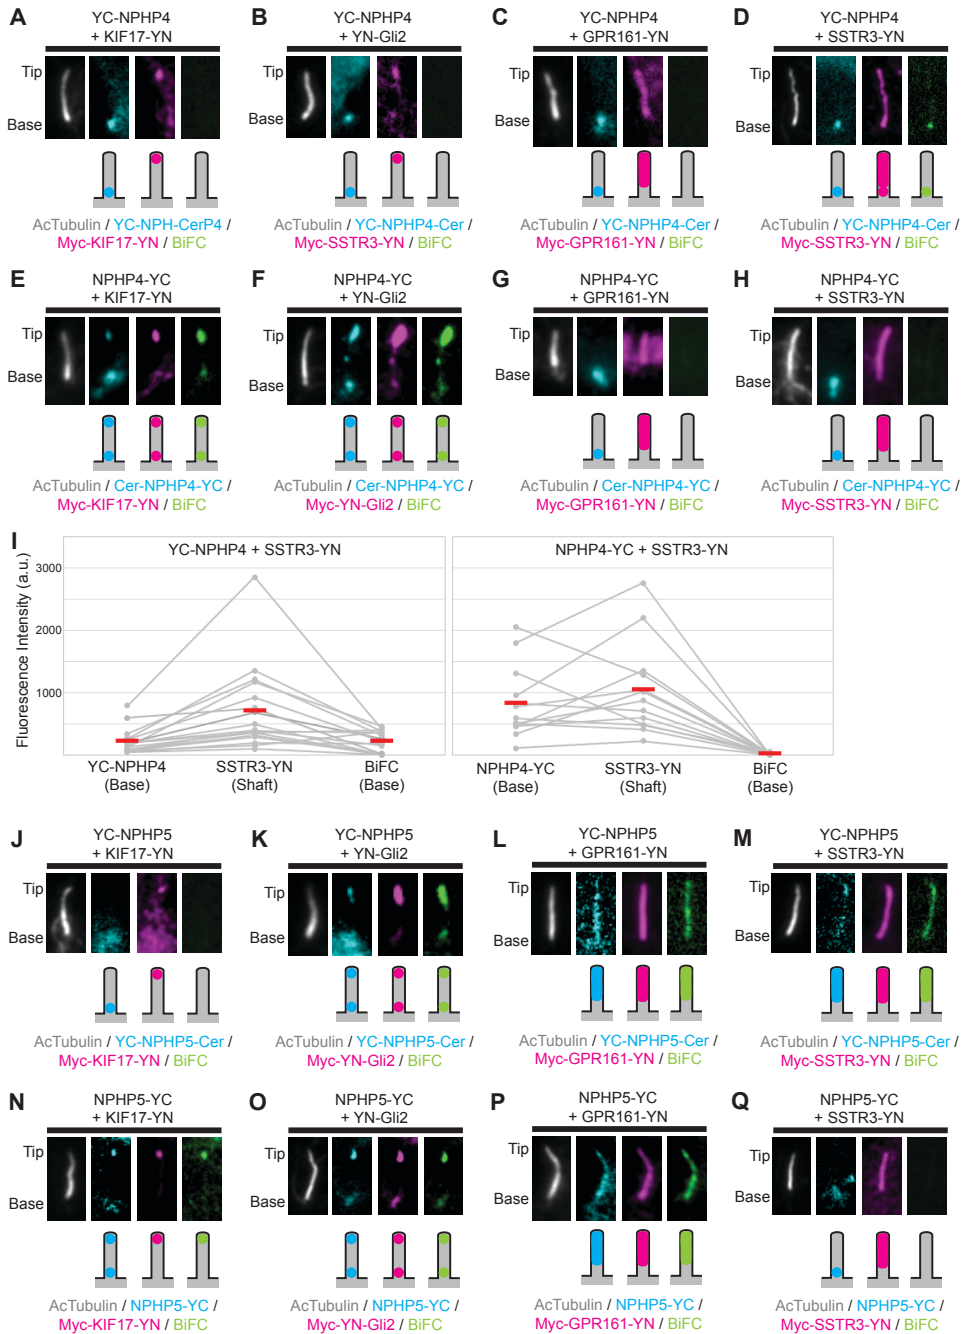 A
YC-NPHP4
+ KIF17-YN
Tip
Base
AcTubulin / YC-NPH-CerP4 /
Myc-KIF17-YN / BiFC
B
YC-NPHP4
+ YN-Gli2
AcTubulin / YC-NPHP4-Cer /
Myc-SSTR3-YN / BiFC
C
YC-NPHP4
+ GPR161-YN
Tip
Base
AcTubulin / YC-NPHP4-Cer /
Myc-GPR161-YN / BiFC
D
YC-NPHP4
+ SSTR3-YN
Tip
Base
AcTubulin / YC-NPHP4-Cer /
Myc-SSTR3-YN / BiFC
E
NPHP4-YC
+ KIF17-YN
Tip
Base
AcTubulin / Cer-NPHP4-YC /
Myc-KIF17-YN / BiFC
F
NPHP4-YC
+ YN-Gli2
Tip
Base
AcTubulin / Cer-NPHP4-YC /
Myc-YN-Gli2 / BiFC
G
NPHP4-YC
+ GPR161-YN
Tip
Base
AcTubulin / Cer-NPHP4-YC /
Myc-GPR161-YN / BiFC
H
NPHP4-YC
+ SSTR3-YN
Tip
Base
AcTubulin / Cer-NPHP4-YC /
Myc-SSTR3-YN / BiFC
I
Fluorescence Intensity (a.u.)
3000
2000
1000
YC-NPHP4 + SSTR3-YN
YC-NPHP4
(Base)
SSTR3-YN
(Shaft)
BiFC
(Base)
NPHP4-YC + SSTR3-YN
NPHP4-YC
(Base)
SSTR3-YN
(Shaft)
BiFC
(Base)
J
YC-NPHP5
+ KIF17-YN
Tip
Base
AcTubulin / YC-NPHP5-Cer /
Myc-KIF17-YN / BiFC
K
YC-NPHP5
+ YN-Gli2
Tip
Base
AcTubulin / YC-NPHP5-Cer /
Myc-YN-Gli2 / BiFC
L
YC-NPHP5
+ GPR161-YN
Tip
Base
AcTubulin / YC-NPHP5-Cer /
Myc-GPR161-YN / BiFC
M
YC-NPHP5
+ SSTR3-YN
Tip
Base
AcTubulin / YC-NPHP5-Cer /
Myc-SSTR3-YN / BiFC
N
NPHP5-YC
+ KIF17-YN
Tip
Base
AcTubulin / NPHP5-YC /
Myc-KIF17-YN / BiFC
O
NPHP5-YC
+ YN-Gli2
Tip
Base
AcTubulin / NPHP5-YC /
Myc-YN-Gli2 / BiFC
P
NPHP5-YC
+ GPR161-YN
Tip
Base
AcTubulin / NPHP5-YC /
Myc-GPR161-YN / BiFC
Q
NPHP5-YC
+ SSTR3-YN
Tip
Base
AcTubulin / NPHP5-YC /
Myc-SSTR3-YN / BiFC